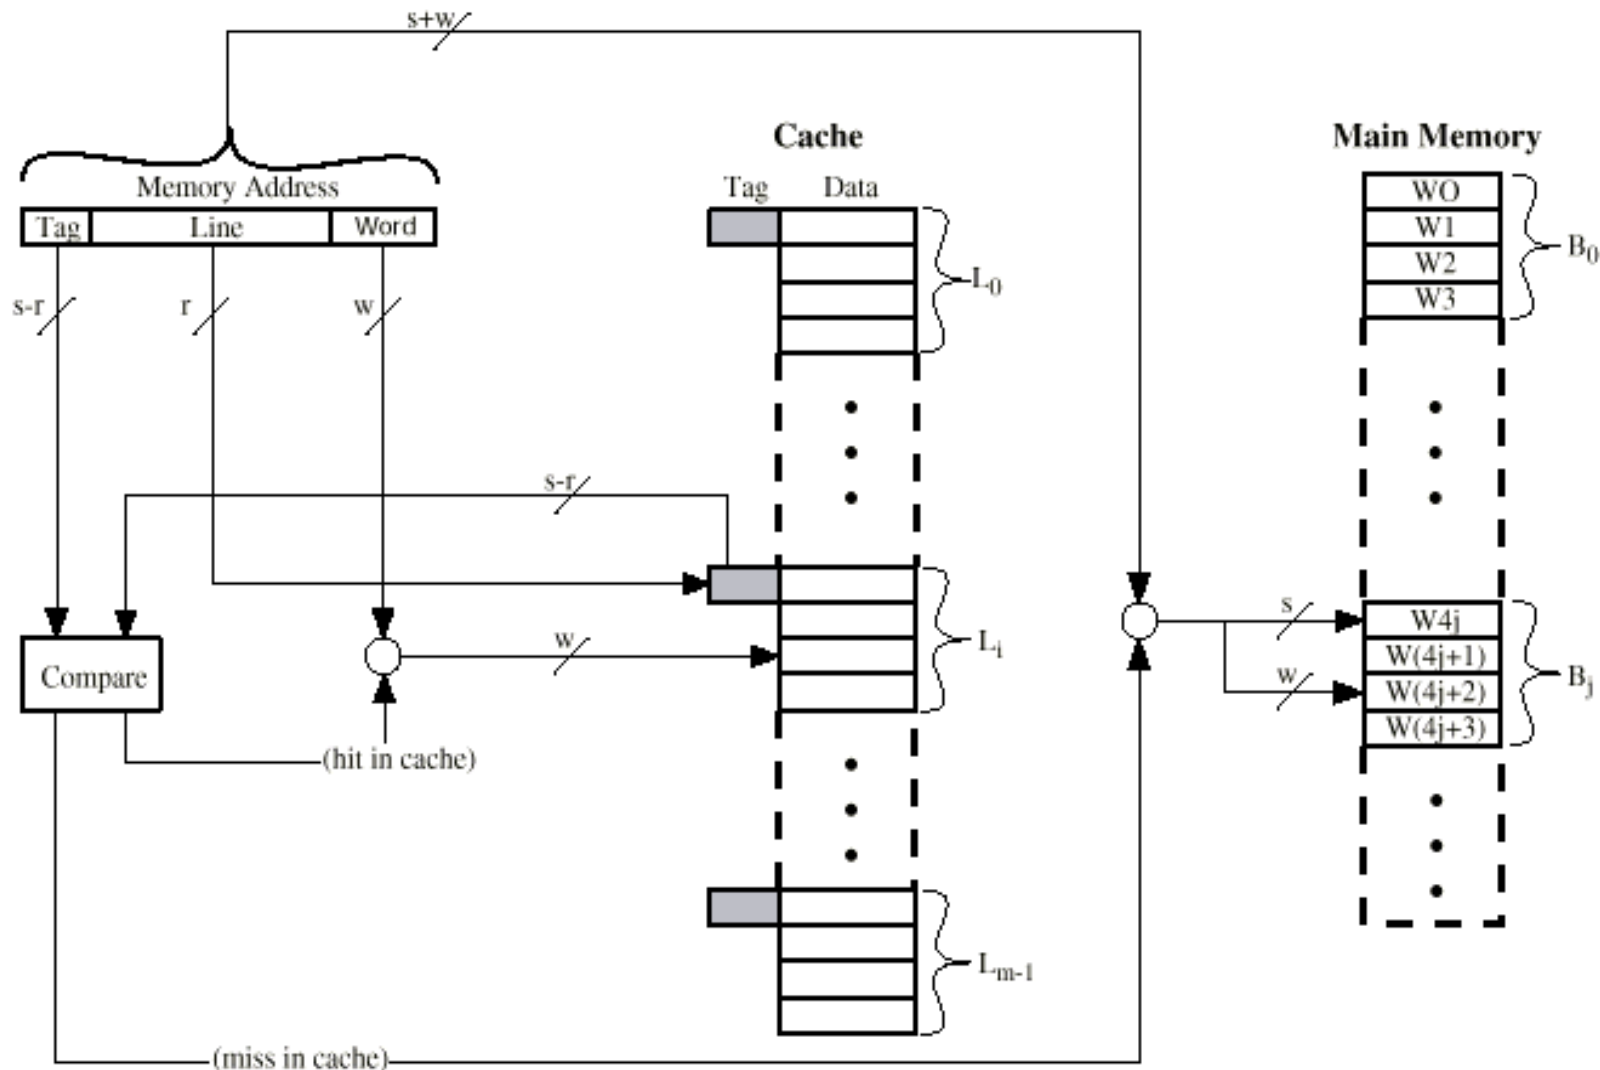 s+w
Cache
Main Memory
Memory Address
Tag Data
Tag Line Word
WO
W1
W2
W3
B0
L0
s-r
r
w
s-r
s
W4j
W(4j+1)
W(4j+2)
W(4j+3)
Bj
w
Li
w
Compare
(hit in cache)
Lm-1
(miss in cache)